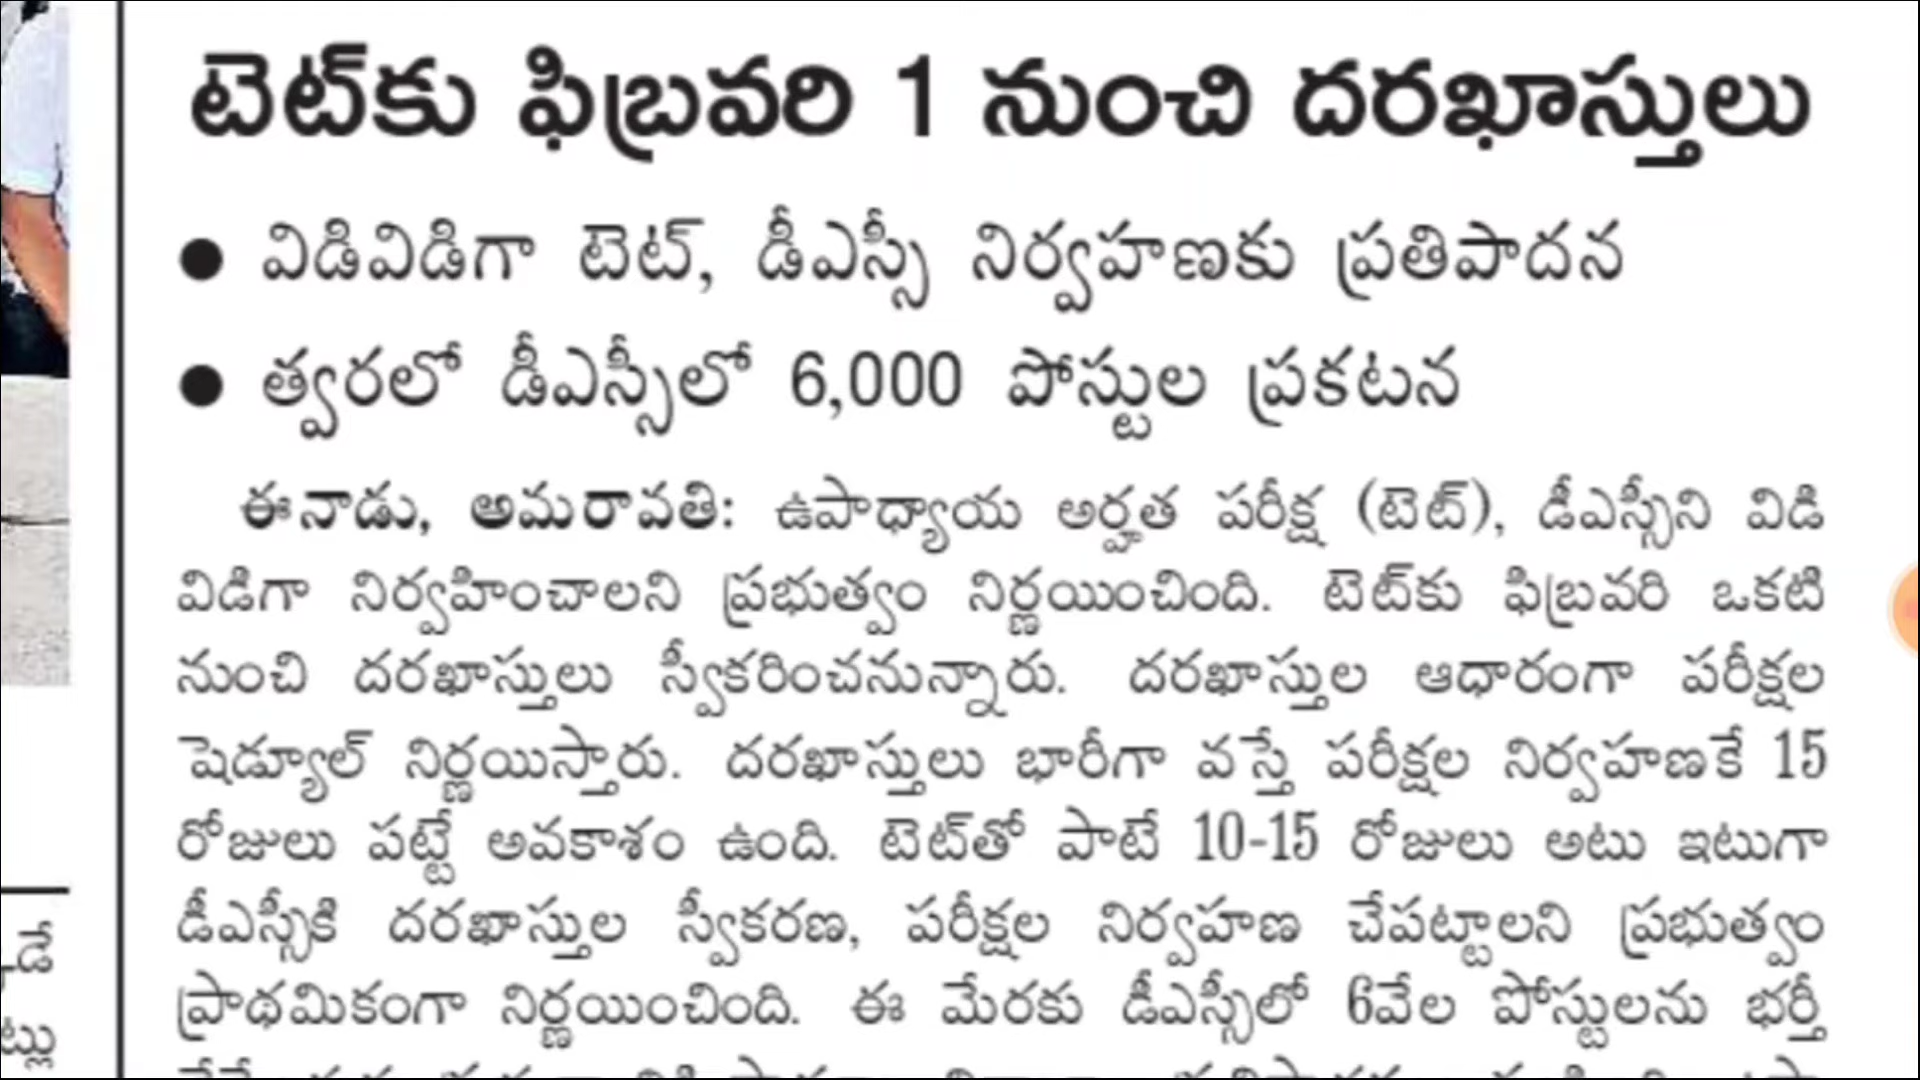 టెట్‌కు ఫిబ్రవరి 1 నుంచి దరఖాస్తులు
● విడివిడిగా టెట్, డీఎస్సీ నిర్వహణకు ప్రతిపాదన
● త్వరలో డీఎస్సీలో 6,000 పోస్టుల ప్రకటన
ఈనాడు, అమరావతి: ఉపాధ్యాయ అర్హత పరీక్ష (టెట్), డీఎస్సీని విడి
విడిగా నిర్వహించాలని ప్రభుత్వం నిర్ణయించింది. టెట్‌కు ఫిబ్రవరి ఒకటి
నుంచి దరఖాస్తులు స్వీకరించనున్నారు. దరఖాస్తుల ఆధారంగా పరీక్షల
షెడ్యూల్ నిర్ణయిస్తారు. దరఖాస్తులు భారీగా వస్తే పరీక్షల నిర్వహణకే 15
రోజులు పట్టే అవకాశం ఉంది. టెట్‌తో పాటే 10-15 రోజులు అటు ఇటుగా
డీఎస్సీకి దరఖాస్తుల స్వీకరణ, పరీక్షల నిర్వహణ చేపట్టాలని ప్రభుత్వం
ప్రాథమికంగా నిర్ణయించింది. ఈ మేరకు డీఎస్సీలో 6వేల పోస్టులను భర్తీ